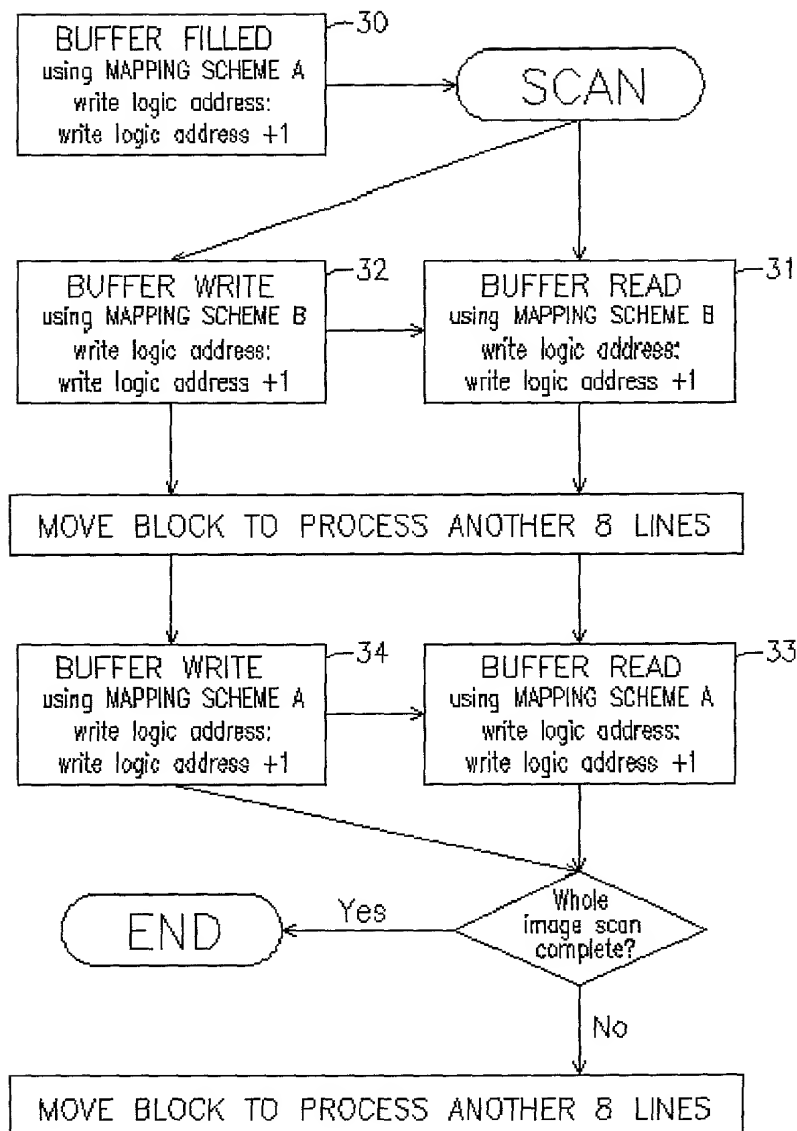 30
BUFFER FILLED
using MAPPING SCHEME A
write logic address:
write logic address +1
SCAN
32
BUFFER WRITE
using MAPPING SCHEME B
write logic address:
write logic address +1
31
BUFFER READ
using MAPPING SCHEME B
write logic address:
write logic address +1
MOVE BLOCK TO PROCESS ANOTHER 8 LINES
34
BUFFER WRITE
using MAPPING SCHEME A
write logic address:
write logic address +1
33
BUFFER READ
using MAPPING SCHEME A
write logic address:
write logic address +1
Whole
image scan
complete?
Yes
END
No
MOVE BLOCK TO PROCESS ANOTHER 8 LINES